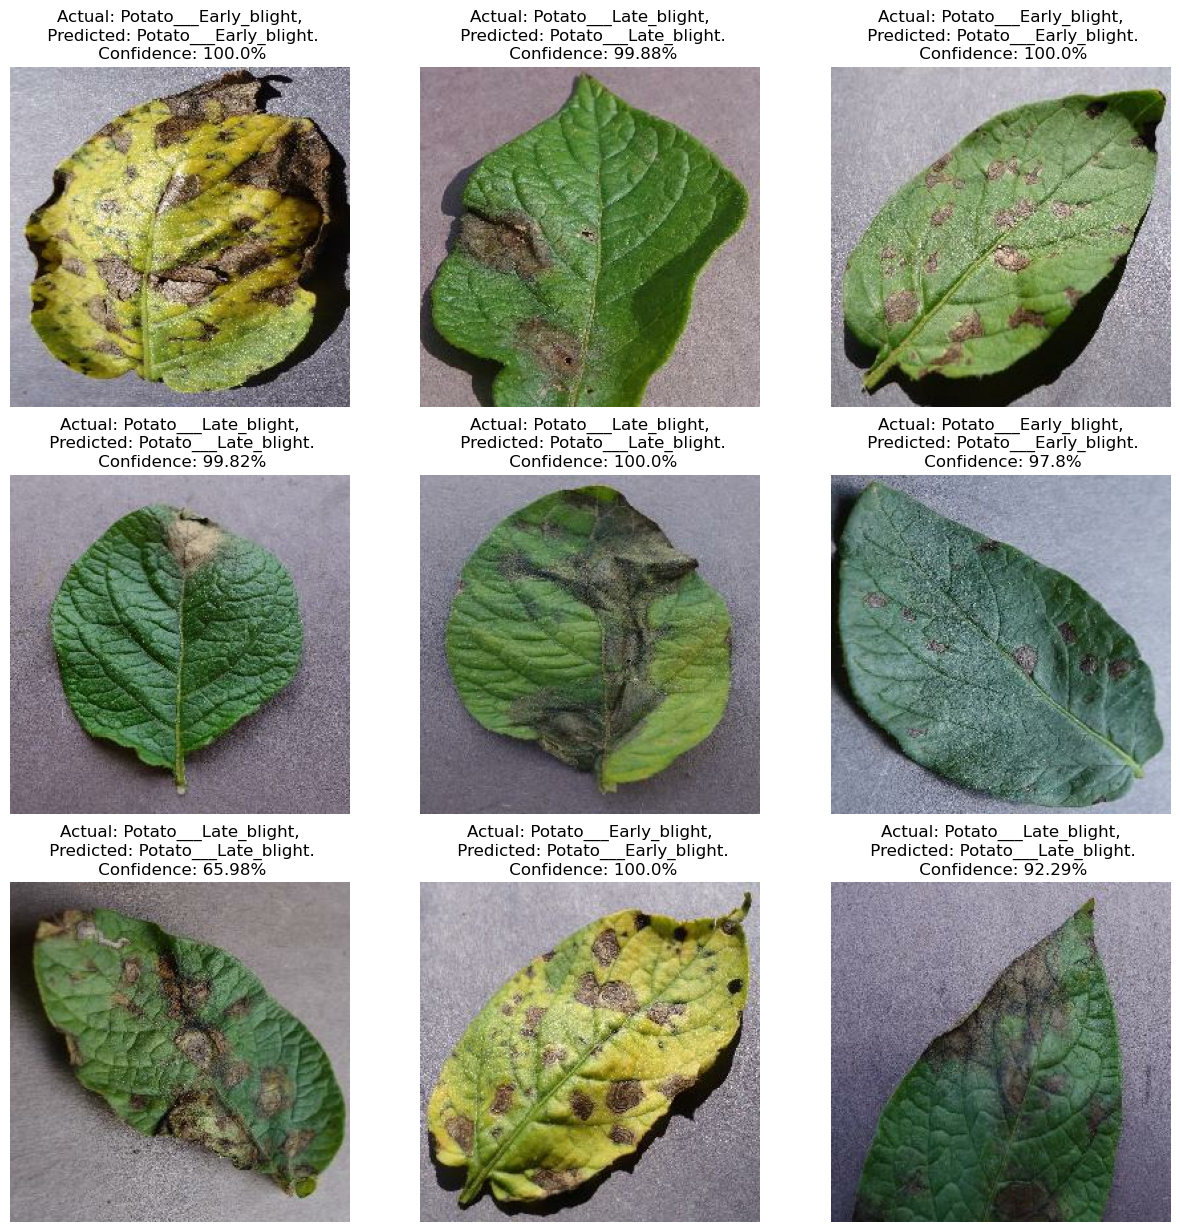 Actual: Potato___Early_blight,
Predicted: Potato___Early_blight.
Confidence: 100.0%
Actual: Potato___Late_blight,
Predicted: Potato___Late_blight.
Confidence: 99.88%
Actual: Potato___Early_blight,
Predicted: Potato___Early_blight.
Confidence: 100.0%
Actual: Potato___Late_blight,
Predicted: Potato___Late_blight.
Confidence: 99.82%
Actual: Potato___Late_blight,
Predicted: Potato___Late_blight.
Confidence: 100.0%
Actual: Potato___Early_blight,
Predicted: Potato___Early_blight.
Confidence: 97.8%
Actual: Potato___Late_blight,
Predicted: Potato___Late_blight.
Confidence: 65.98%
Actual: Potato___Early_blight,
Predicted: Potato___Early_blight.
Confidence: 100.0%
Actual: Potato___Late_blight,
Predicted: Potato___Late_blight.
Confidence: 92.29%